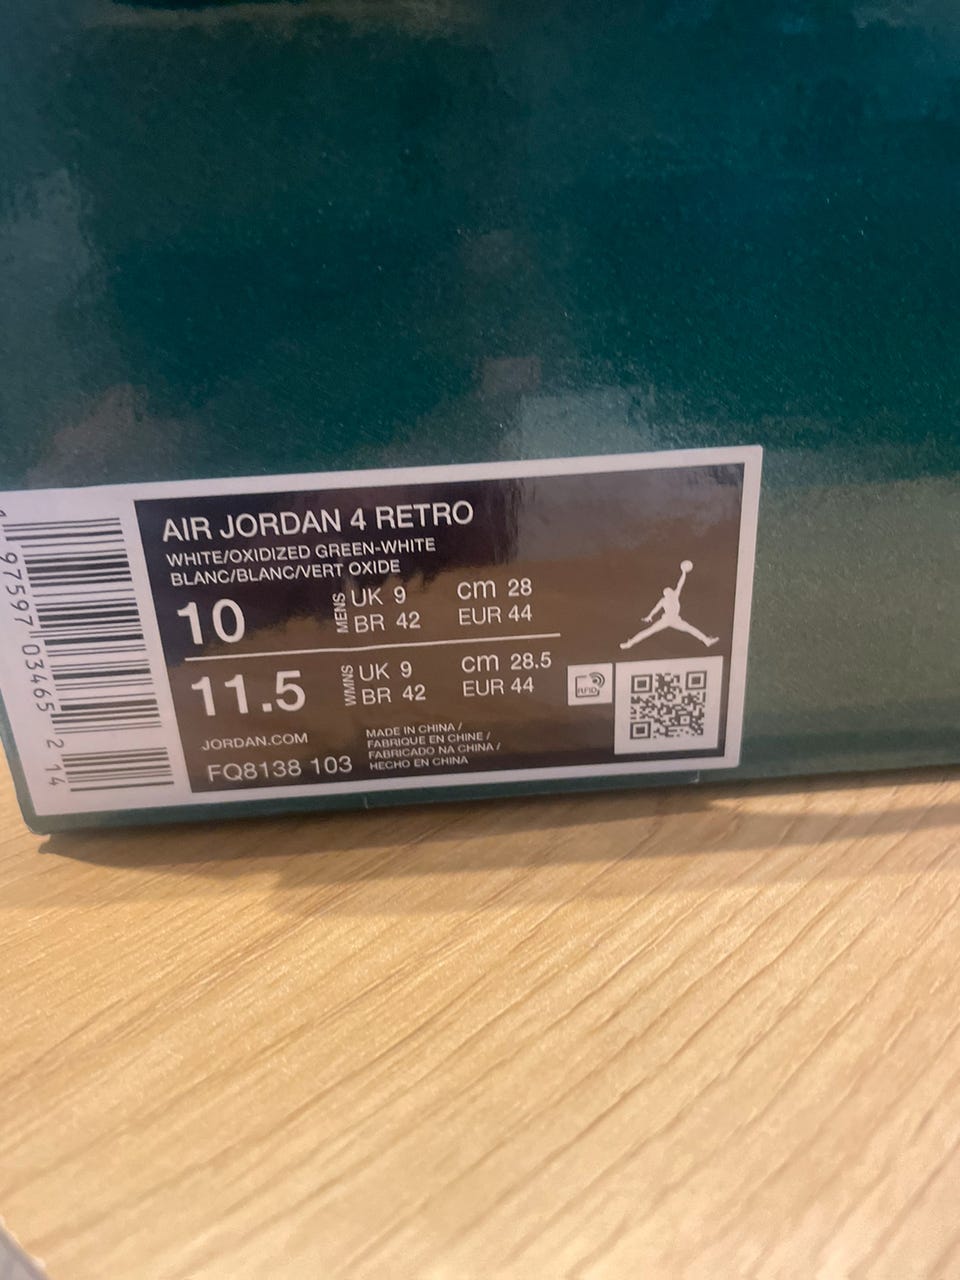 AIR JORDAN 4 RETRO
WHITE/OXIDIZED GREEN-WHITE
BLANC/BLANC/VERT OXIDE
10 MENS UK 9 cm 28
BR 42 EUR 44
11.5 WMNS UK 9 cm 28.5
BR 42 EUR 44
RFID
JORDAN.COM
FQ8138 103
MADE IN CHINA /
FABRIQUE EN CHINE /
FABRICADO NA CHINA /
HECHO EN CHINA
97597 03465 2 14